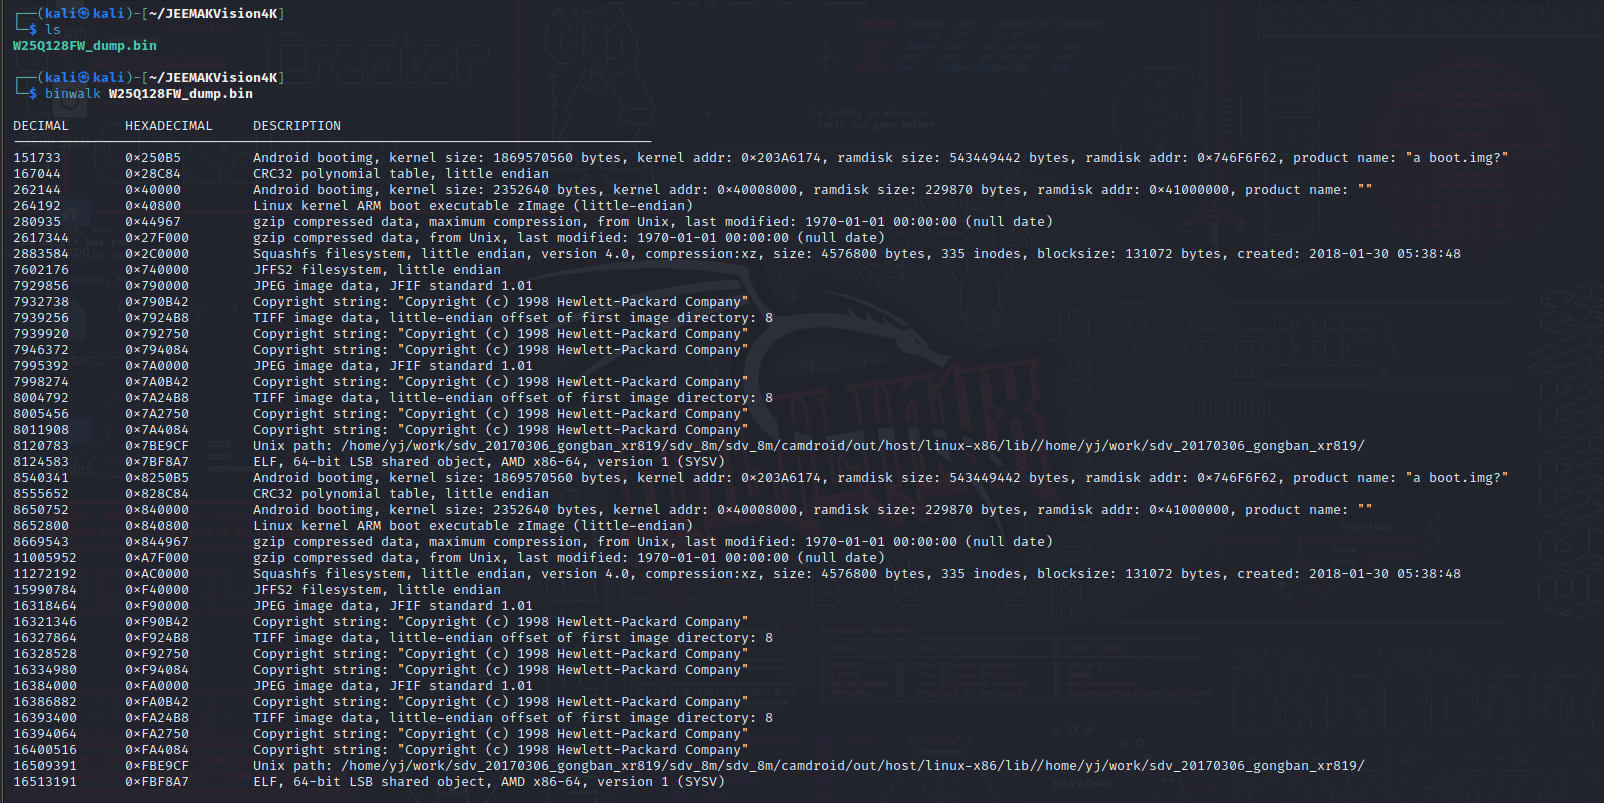 ┌──(kali㉿kali)-[~/JEEMAKVision4K]
└─$ ls
W25Q128FW_dump.bin
┌──(kali㉿kali)-[~/JEEMAKVision4K]
└─$ binwalk W25Q128FW_dump.bin
DECIMAL       HEXADECIMAL     DESCRIPTION
151733        0×250B5         Android bootimg, kernel size: 1869570560 bytes, kernel addr: 0×203A6174, ramdisk size: 543449442 bytes, ramdisk addr: 0×746F6F62, product name: "a boot.img?"
167044        0×28C84         CRC32 polynomial table, little endian
262144        0×40000         Android bootimg, kernel size: 2352640 bytes, kernel addr: 0×40008000, ramdisk size: 229870 bytes, ramdisk addr: 0×41000000, product name: ""
264192        0×40800         Linux kernel ARM boot executable zImage (little-endian)
280935        0×44967         gzip compressed data, maximum compression, from Unix, last modified: 1970-01-01 00:00:00 (null date)
2617344       0×27F000        gzip compressed data, from Unix, last modified: 1970-01-01 00:00:00 (null date)
2883584       0×2C0000        Squashfs filesystem, little endian, version 4.0, compression:xz, size: 4576800 bytes, 335 inodes, blocksize: 131072 bytes, created: 2018-01-30 05:38:48
7602176       0×740000        JFFS2 filesystem, little endian
7929856       0×790000        JPEG image data, JFIF standard 1.01
7932738       0×790B42        Copyright string: "Copyright (c) 1998 Hewlett-Packard Company"
7939256       0×7924B8        TIFF image data, little-endian offset of first image directory: 8
7939920       0×792750        Copyright string: "Copyright (c) 1998 Hewlett-Packard Company"
7946372       0×794084        Copyright string: "Copyright (c) 1998 Hewlett-Packard Company"
7995392       0×7A0000        JPEG image data, JFIF standard 1.01
7998274       0×7A0B42        Copyright string: "Copyright (c) 1998 Hewlett-Packard Company"
8004792       0×7A24B8        TIFF image data, little-endian offset of first image directory: 8
8005456       0×7A2750        Copyright string: "Copyright (c) 1998 Hewlett-Packard Company"
8011908       0×7A4084        Copyright string: "Copyright (c) 1998 Hewlett-Packard Company"
8120783       0×7BE9CF        Unix path: /home/yj/work/sdv_20170306_gongban_xr819/sdv_8m/sdv_8m/camdroid/out/host/linux-x86/lib//home/yj/work/sdv_20170306_gongban_xr819/
8124583       0×7BF8A7        ELF, 64-bit LSB shared object, AMD x86-64, version 1 (SYSV)
8540341       0×8250B5        Android bootimg, kernel size: 1869570560 bytes, kernel addr: 0×203A6174, ramdisk size: 543449442 bytes, ramdisk addr: 0×746F6F62, product name: "a boot.img?"
8555652       0×828C84        CRC32 polynomial table, little endian
8650752       0×840000        Android bootimg, kernel size: 2352640 bytes, kernel addr: 0×40008000, ramdisk size: 229870 bytes, ramdisk addr: 0×41000000, product name: ""
8652800       0×840800        Linux kernel ARM boot executable zImage (little-endian)
8669543       0×844967        gzip compressed data, maximum compression, from Unix, last modified: 1970-01-01 00:00:00 (null date)
11005952      0×A7F000        gzip compressed data, from Unix, last modified: 1970-01-01 00:00:00 (null date)
11272192      0×AC0000        Squashfs filesystem, little endian, version 4.0, compression:xz, size: 4576800 bytes, 335 inodes, blocksize: 131072 bytes, created: 2018-01-30 05:38:48
15990784      0×F40000        JFFS2 filesystem, little endian
16318464      0×F90000        JPEG image data, JFIF standard 1.01
16321346      0×F90B42        Copyright string: "Copyright (c) 1998 Hewlett-Packard Company"
16327864      0×F924B8        TIFF image data, little-endian offset of first image directory: 8
16328528      0×F92750        Copyright string: "Copyright (c) 1998 Hewlett-Packard Company"
16334980      0×F94084        Copyright string: "Copyright (c) 1998 Hewlett-Packard Company"
16384000      0×FA0000        JPEG image data, JFIF standard 1.01
16386882      0×FA0B42        Copyright string: "Copyright (c) 1998 Hewlett-Packard Company"
16393400      0×FA24B8        TIFF image data, little-endian offset of first image directory: 8
16394064      0×FA2750        Copyright string: "Copyright (c) 1998 Hewlett-Packard Company"
16400516      0×FA4084        Copyright string: "Copyright (c) 1998 Hewlett-Packard Company"
16509391      0×FBE9CF        Unix path: /home/yj/work/sdv_20170306_gongban_xr819/sdv_8m/sdv_8m/camdroid/out/host/linux-x86/lib//home/yj/work/sdv_20170306_gongban_xr819/
16513191      0×FBF8A7        ELF, 64-bit LSB shared object, AMD x86-64, version 1 (SYSV)